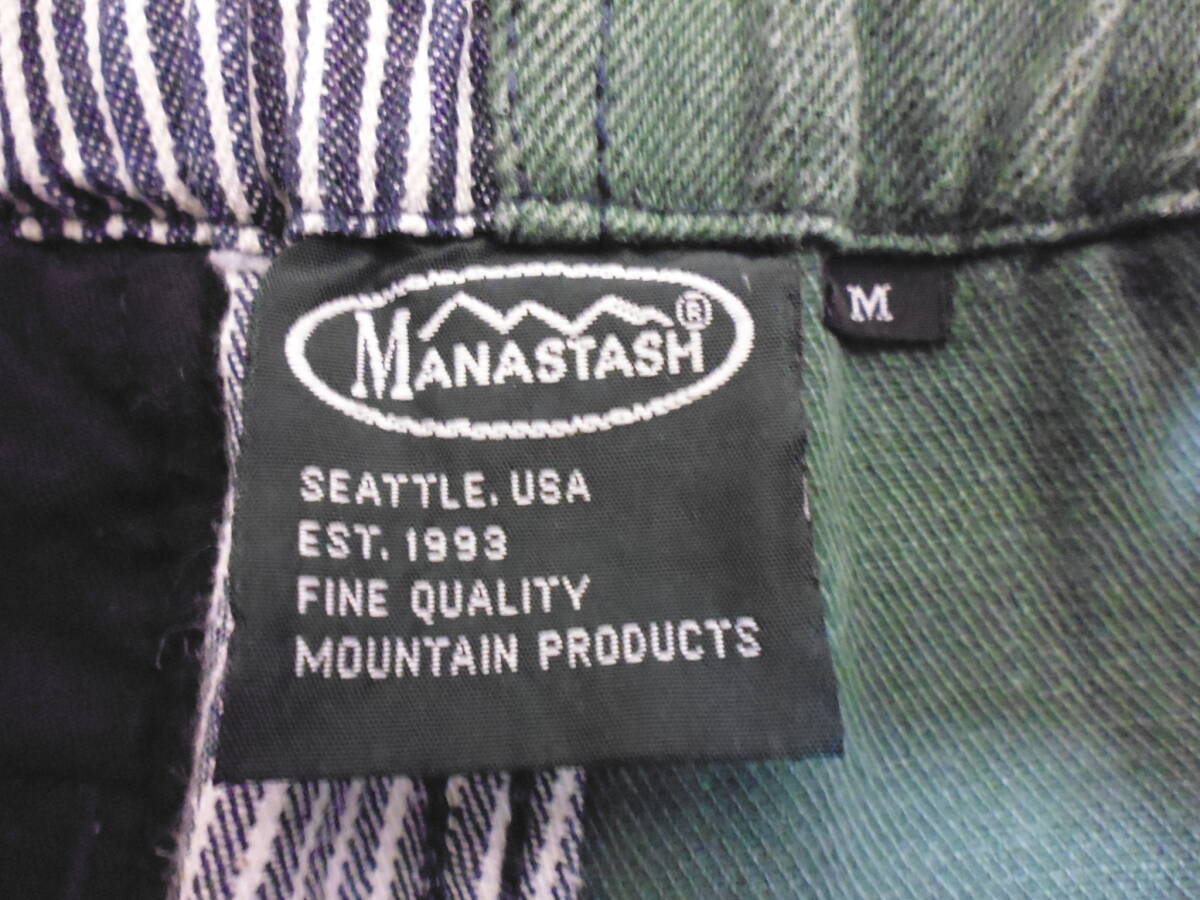 MANASTASH ®
M
SEATTLE, USA
EST. 1993
FINE QUALITY
MOUNTAIN PRODUCTS